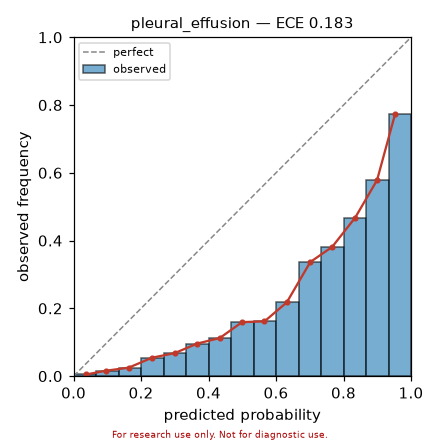 pleural_effusion — ECE 0.183
perfect
observed
observed frequency
1.0
0.8
0.6
0.4
0.2
0.0
0.0 0.2 0.4 0.6 0.8 1.0
predicted probability
For research use only. Not for diagnostic use.